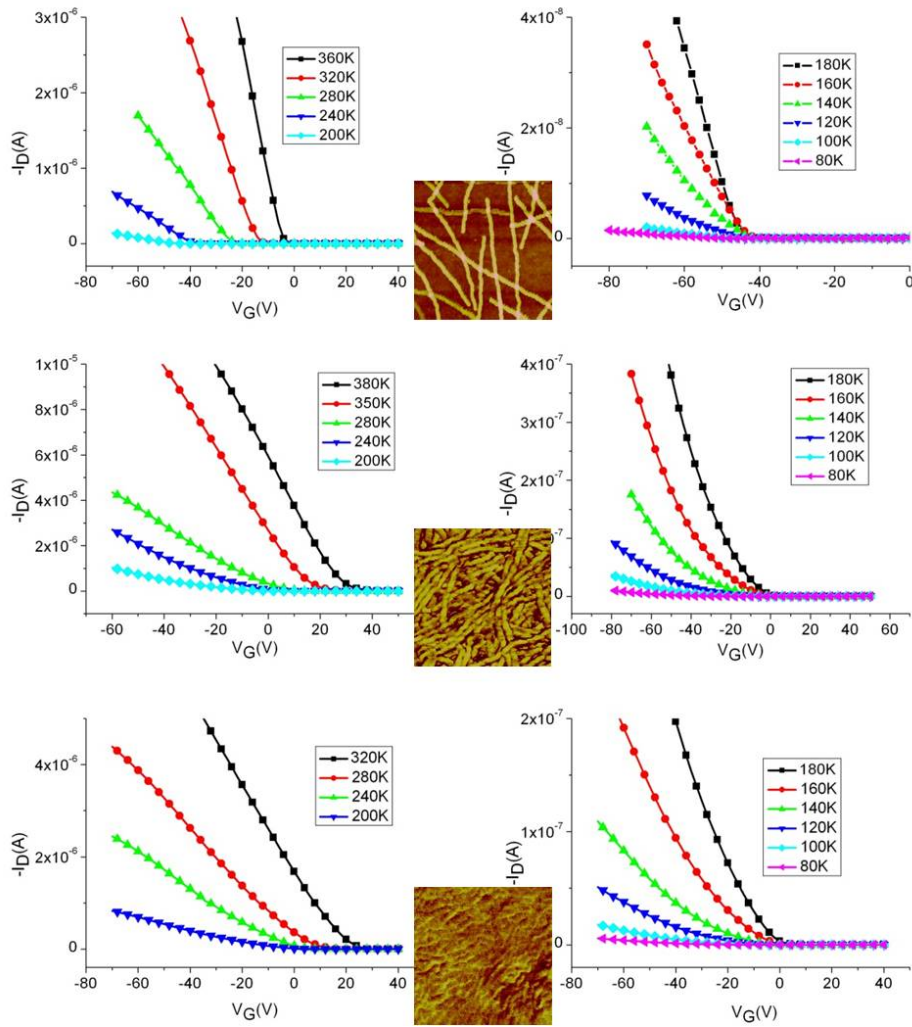 3x10⁻⁶
2x10⁻⁶
1x10⁻⁶
0
-I_D(A)
360K
320K
280K
240K
200K
-80 -60 -40 -20 0 20 40
V_G(V)
4x10⁻⁸
2x10⁻⁸
0
-I_D(A)
180K
160K
140K
120K
100K
80K
-80 -60 -40 -20 0
V_G(V)
1x10⁻⁵
8x10⁻⁶
6x10⁻⁶
4x10⁻⁶
2x10⁻⁶
0
-I_D(A)
380K
350K
280K
240K
200K
-60 -40 -20 0 20 40
V_G(V)
4x10⁻⁷
3x10⁻⁷
2x10⁻⁷
0⁻⁷
0
-I_D(A)
180K
160K
140K
120K
100K
80K
-100 -80 -60 -40 -20 0 20 40 60
V_G(V)
4x10⁻⁶
2x10⁻⁶
0
-I_D(A)
320K
280K
240K
200K
-80 -60 -40 -20 0 20 40
V_G(V)
2x10⁻⁷
1x10⁻⁷
0
-I_D(A)
180K
160K
140K
120K
100K
80K
-80 -60 -40 -20 0 20 40
V_G(V)